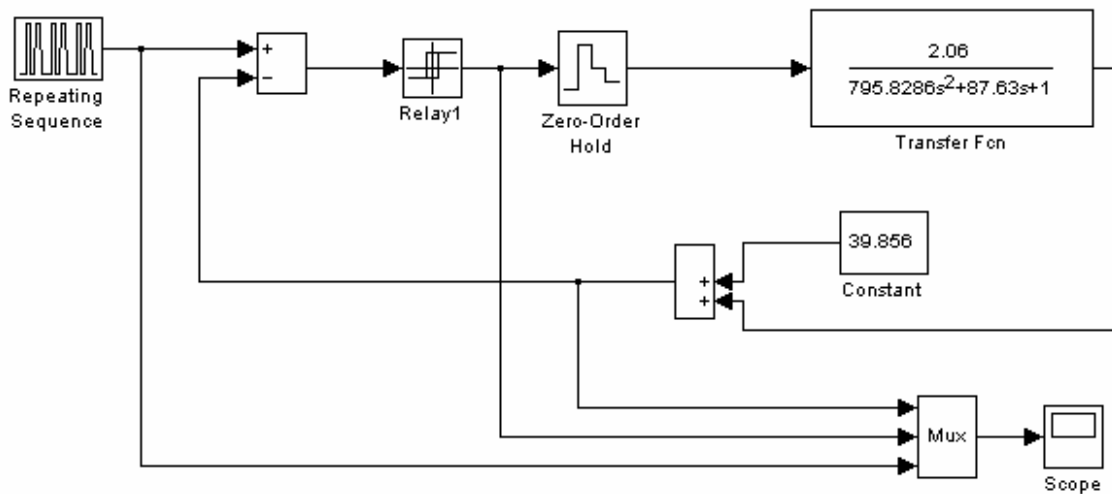 +
−
Repeating
Sequence
Relay1
Zero-Order
Hold
2.06
795.8286s²+87.63s+1
Transfer Fcn
39.856
Constant
+
+
Mux
Scope